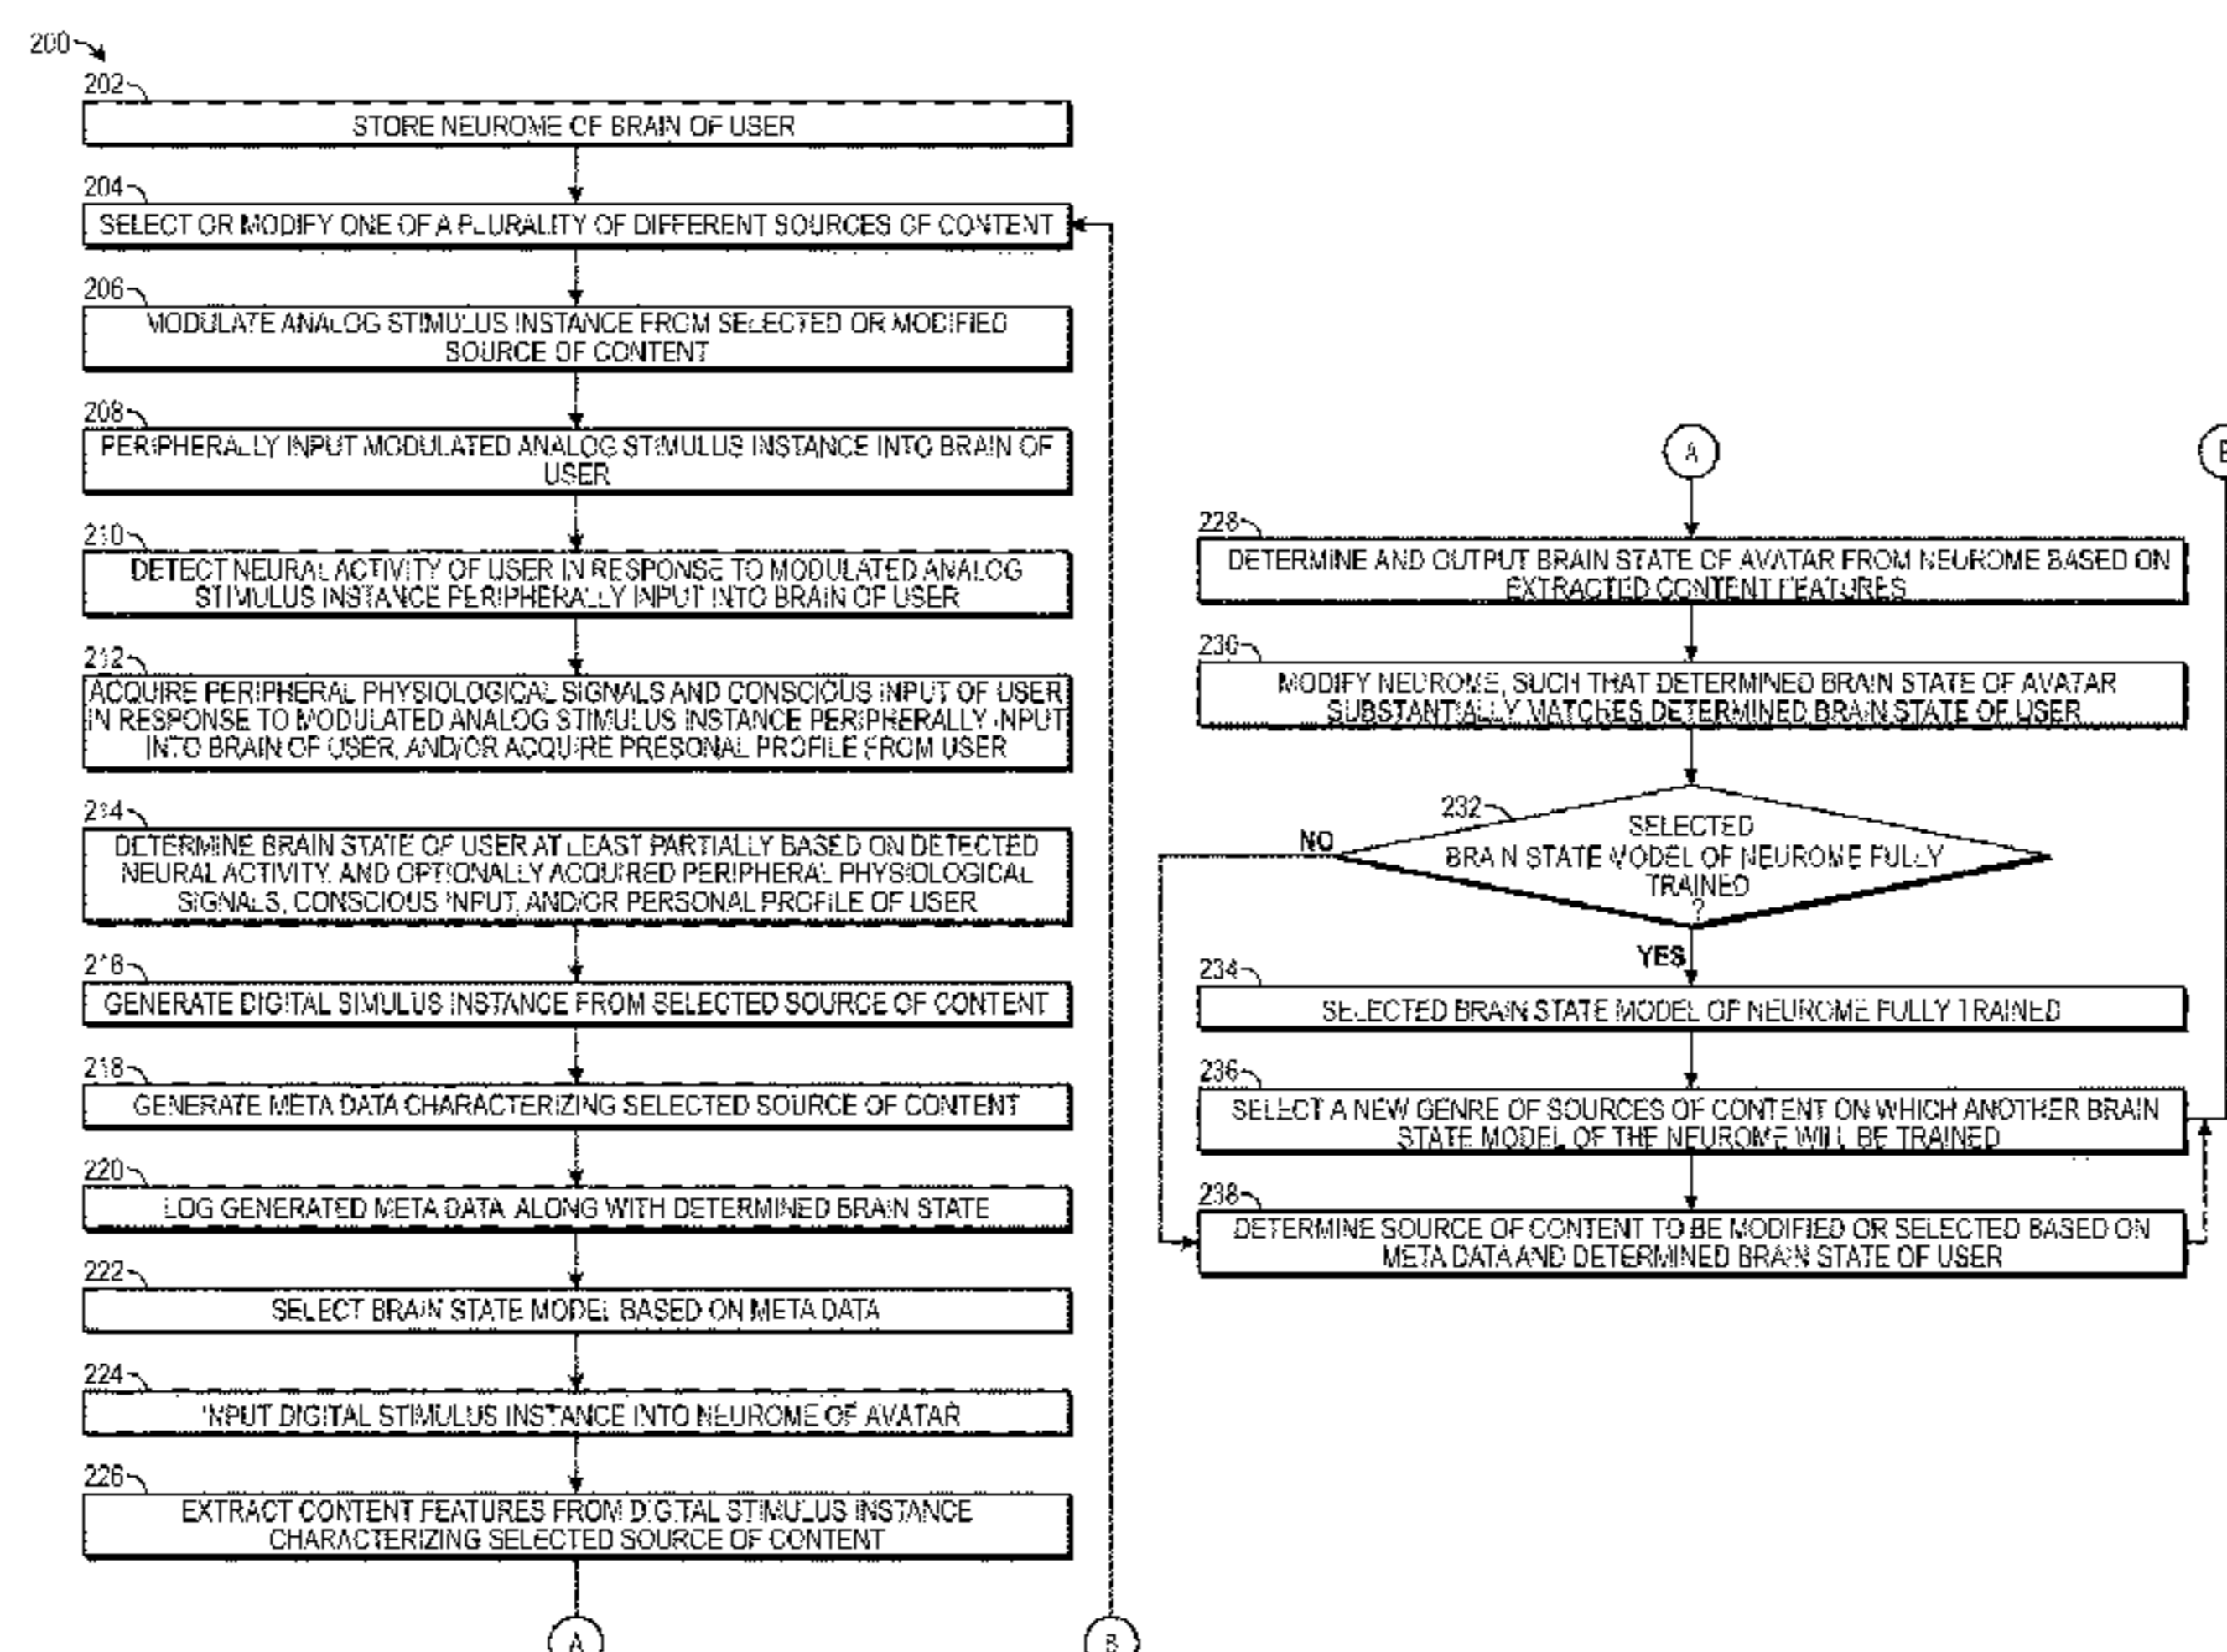 200
202
STORE NEUROME OF BRAIN OF USER
204
SELECT OR MODIFY ONE OF A PLURALITY OF DIFFERENT SOURCES OF CONTENT
206
MODULATE ANALOG STIMULUS INSTANCE FROM SELECTED OR MODIFIED
SOURCE OF CONTENT
208
PERIPHERALLY INPUT MODULATED ANALOG STIMULUS INSTANCE INTO BRAIN OF
USER
210
DETECT NEURAL ACTIVITY OF USER IN RESPONSE TO MODULATED ANALOG
STIMULUS INSTANCE PERIPHERALLY INPUT INTO BRAIN OF USER
212
ACQUIRE PERIPHERAL PHYSIOLOGICAL SIGNALS AND CONSCIOUS INPUT OF USER
IN RESPONSE TO MODULATED ANALOG STIMULUS INSTANCE PERIPHERALLY INPUT
INTO BRAIN OF USER, AND/OR ACQUIRE PRESONAL PROFILE FROM USER
214
DETERMINE BRAIN STATE OF USER AT LEAST PARTIALLY BASED ON DETECTED
NEURAL ACTIVITY, AND OPTIONALLY ACQUIRED PERIPHERAL PHYSIOLOGICAL
SIGNALS, CONSCIOUS INPUT, AND/OR PERSONAL PROFILE OF USER
216
GENERATE DIGITAL SIMULUS INSTANCE FROM SELECTED SOURCE OF CONTENT
218
GENERATE META DATA CHARACTERIZING SELECTED SOURCE OF CONTENT
220
LOG GENERATED META DATA ALONG WITH DETERMINED BRAIN STATE
222
SELECT BRAIN STATE MODEL BASED ON META DATA
224
INPUT DIGITAL STIMULUS INSTANCE INTO NEUROME OF AVATAR
226
EXTRACT CONTENT FEATURES FROM DIGITAL STIMULUS INSTANCE
CHARACTERIZING SELECTED SOURCE OF CONTENT
A
B
A
B
228
DETERMINE AND OUTPUT BRAIN STATE OF AVATAR FROM NEUROME BASED ON
EXTRACTED CONTENT FEATURES
230
MODIFY NEUROME, SUCH THAT DETERMINED BRAIN STATE OF AVATAR
SUBSTANTIALLY MATCHES DETERMINED BRAIN STATE OF USER
232
SELECTED
BRAIN STATE MODEL OF NEUROME FULLY
TRAINED
?
NO
YES
234
SELECTED BRAIN STATE MODEL OF NEUROME FULLY TRAINED
236
SELECT A NEW GENRE OF SOURCES OF CONTENT ON WHICH ANOTHER BRAIN
STATE MODEL OF THE NEUROME WILL BE TRAINED
238
DETERMINE SOURCE OF CONTENT TO BE MODIFIED OR SELECTED BASED ON
META DATA AND DETERMINED BRAIN STATE OF USER